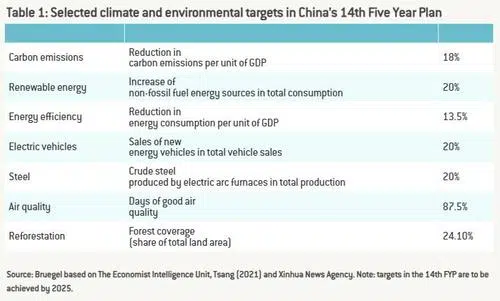 Table 1: Selected climate and environmental targets in China's 14th Five Year Plan
Carbon emissions
Reduction in
carbon emissions per unit of GDP
18%
Renewable energy
Increase of
non-fossil fuel energy sources in total consumption
20%
Energy efficiency
Reduction in
energy consumption per unit of GDP
13.5%
Electric vehicles
Sales of new
energy vehicles in total vehicle sales
20%
Steel
Crude steel
produced by electric arc furnaces in total production
20%
Air quality
Days of good air
quality
87.5%
Reforestation
Forest coverage
(share of total land area)
24.10%
Source: Bruegel based on The Economist Intelligence Unit, Tsang (2021) and Xinhua News Agency. Note: targets in the 14th FYP are to be
achieved by 2025.